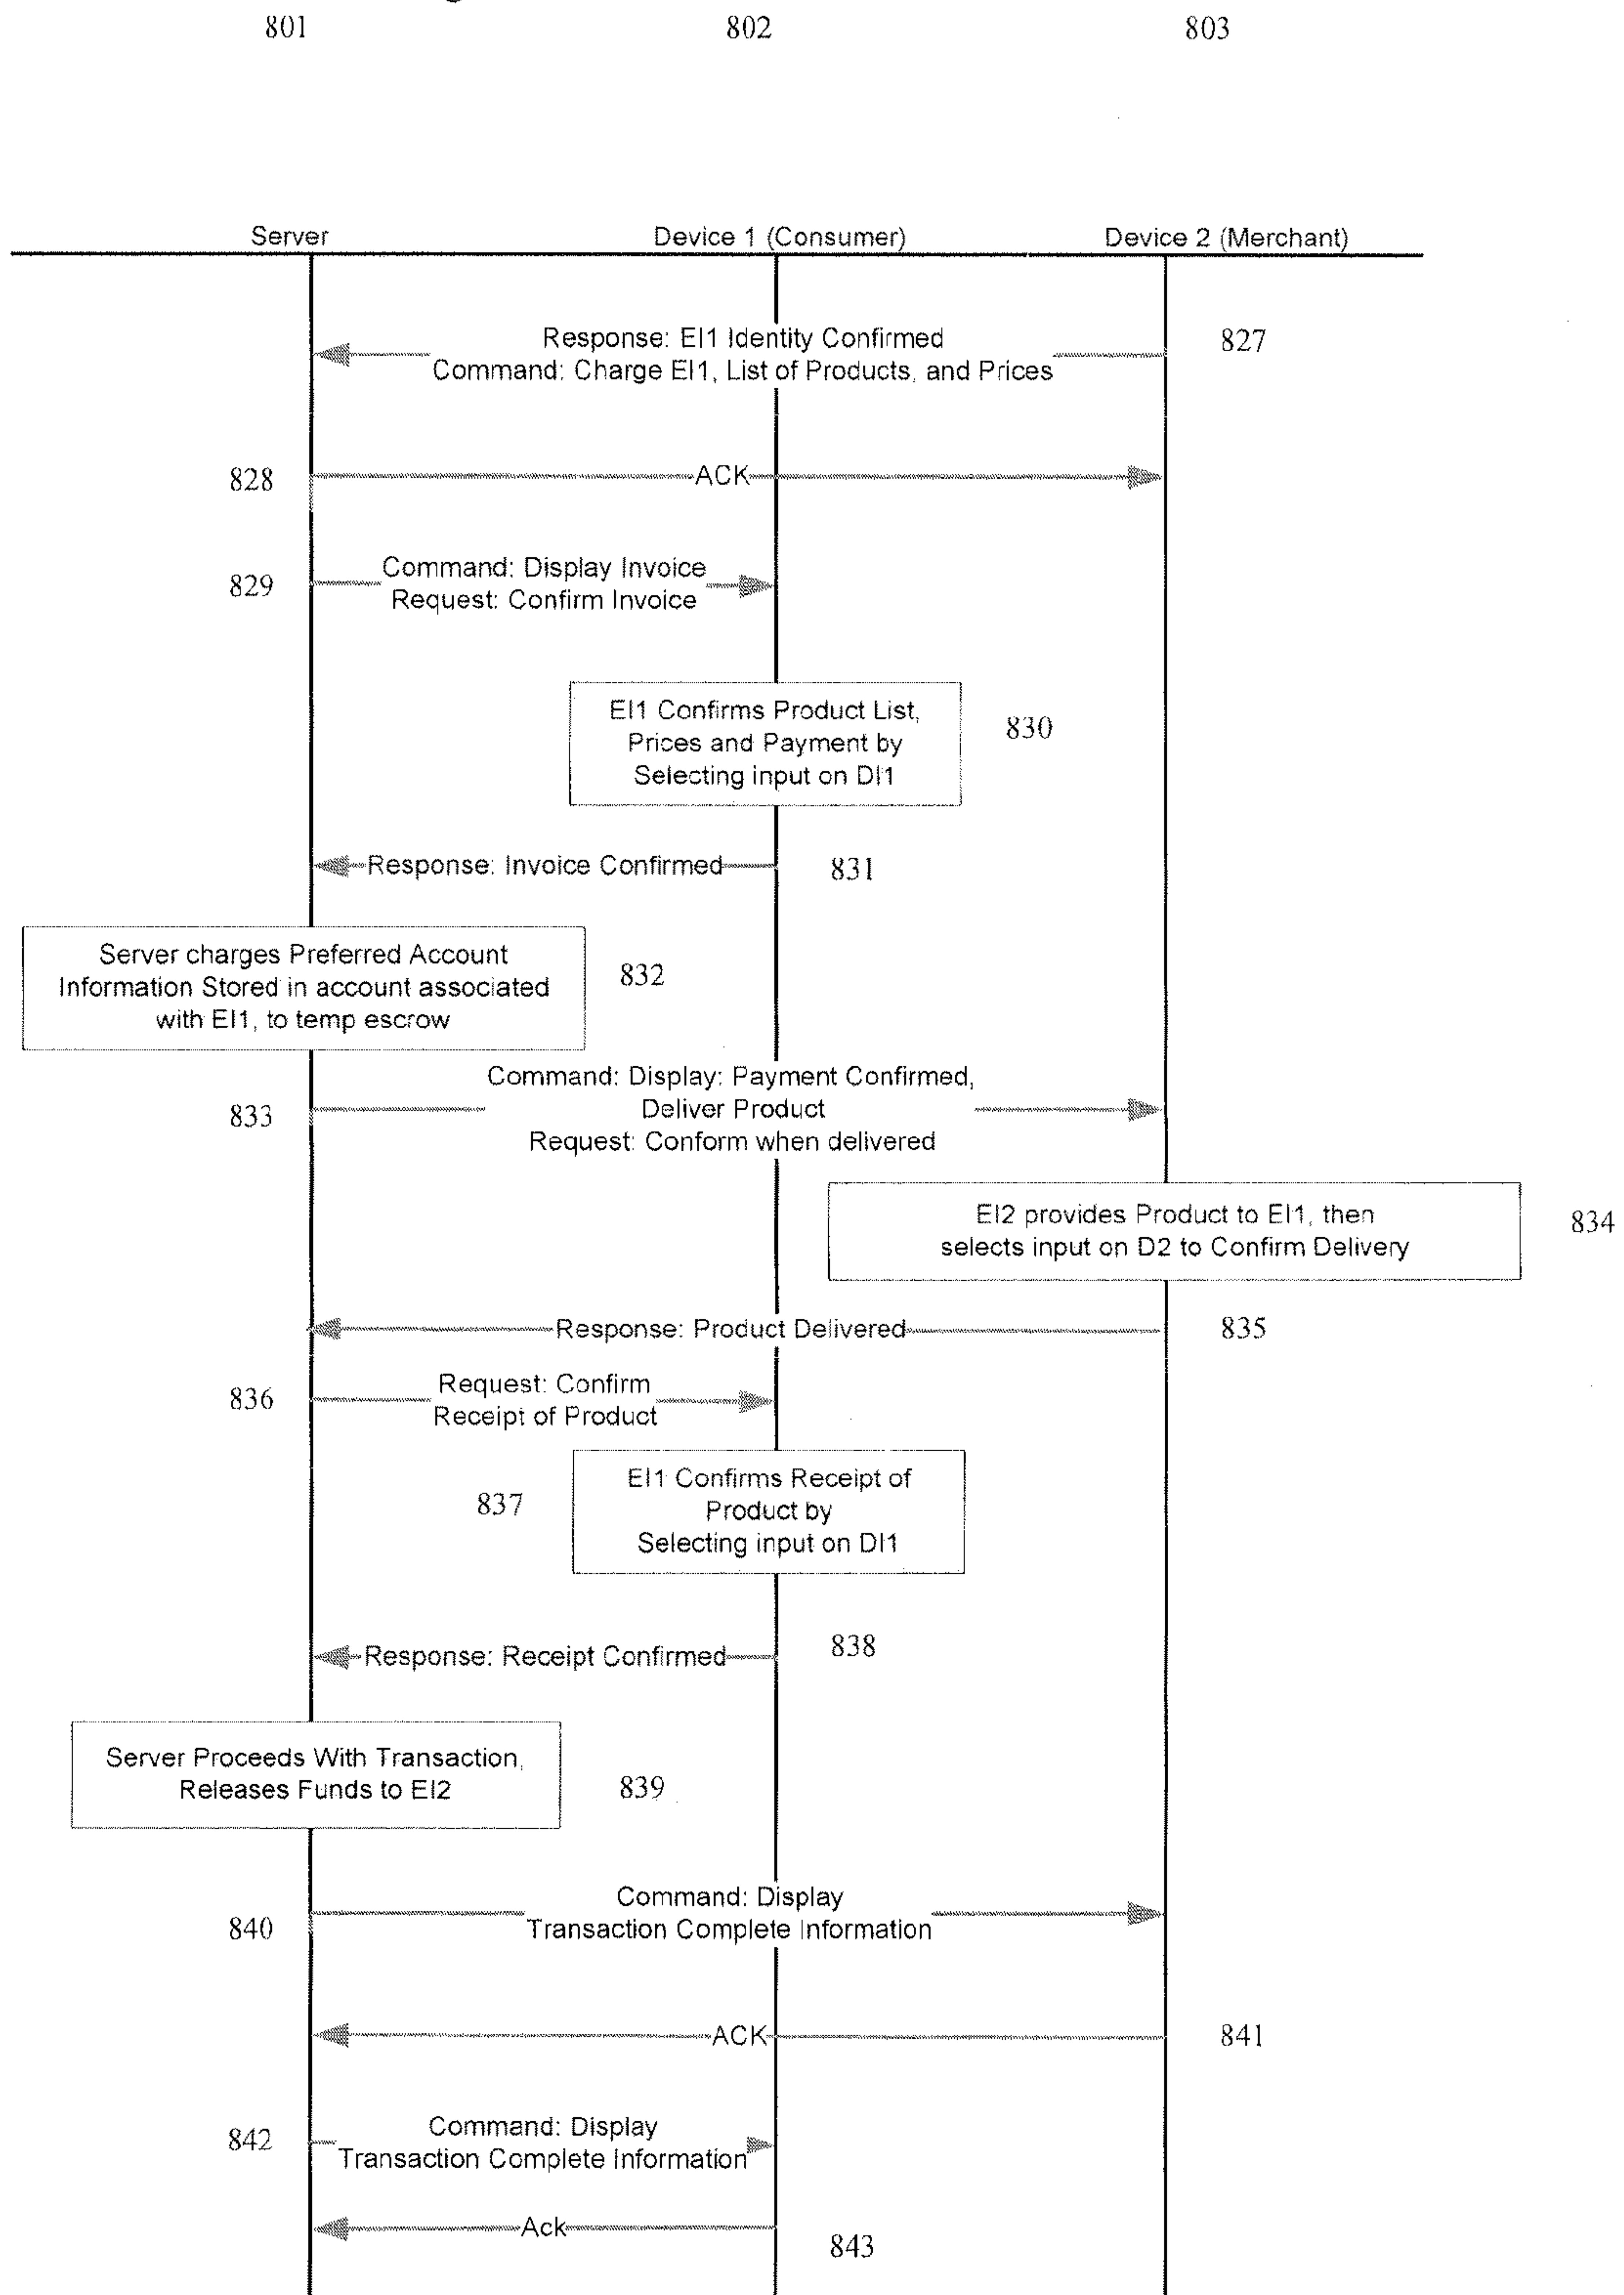 801 802 803
Server Device 1 (Consumer) Device 2 (Merchant)
Response: EI1 Identity Confirmed
827
Command: Charge EI1, List of Products, and Prices
828 ACK
Command: Display Invoice
829
Request: Confirm Invoice
EI1 Confirms Product List,
Prices and Payment by
Selecting input on DI1
830
Response: Invoice Confirmed 831
Server charges Preferred Account
Information Stored in account associated
with EI1, to temp escrow
832
Command: Display: Payment Confirmed,
Deliver Product
Request: Conform when delivered
833
EI2 provides Product to EI1, then
selects input on D2 to Confirm Delivery
834
Response: Product Delivered 835
836
Request: Confirm
Receipt of Product
837
EI1 Confirms Receipt of
Product by
Selecting input on DI1
Response: Receipt Confirmed 838
Server Proceeds With Transaction,
Releases Funds to EI2
839
Command: Display
Transaction Complete Information
840
ACK 841
842
Command: Display
Transaction Complete Information
Ack
843